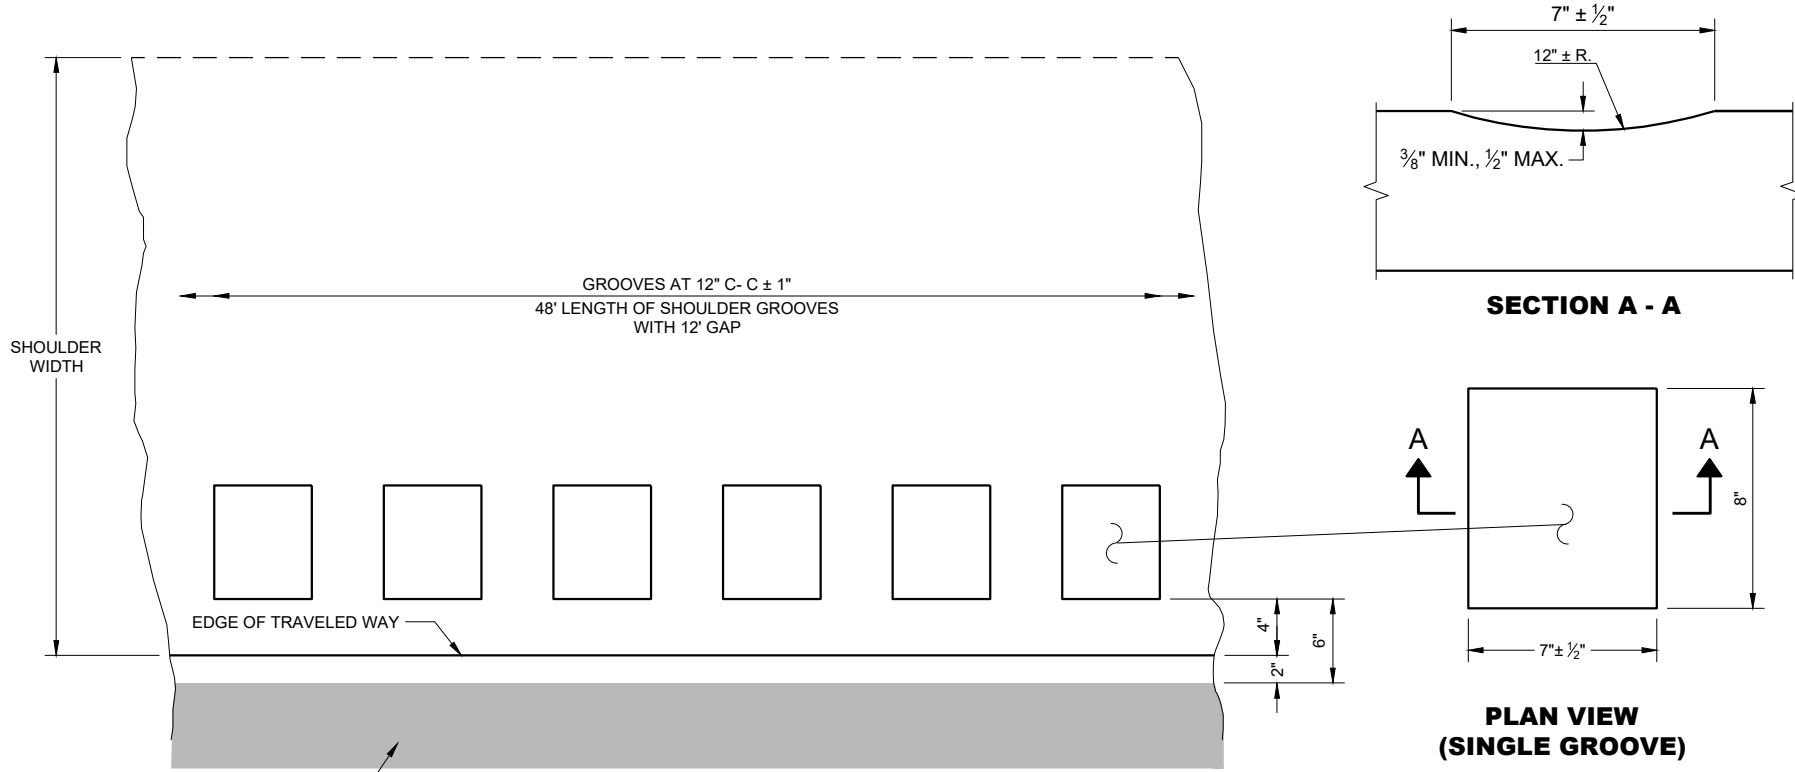 7" ± ½"
12" ± R.
⅜" MIN., ½" MAX.
SECTION A - A
GROOVES AT 12" C- C ± 1"
48' LENGTH OF SHOULDER GROOVES
WITH 12' GAP
SHOULDER
WIDTH
A
A
8"
EDGE OF TRAVELED WAY
4"
6"
2"
7"± ½"
PLAN VIEW
(SINGLE GROOVE)